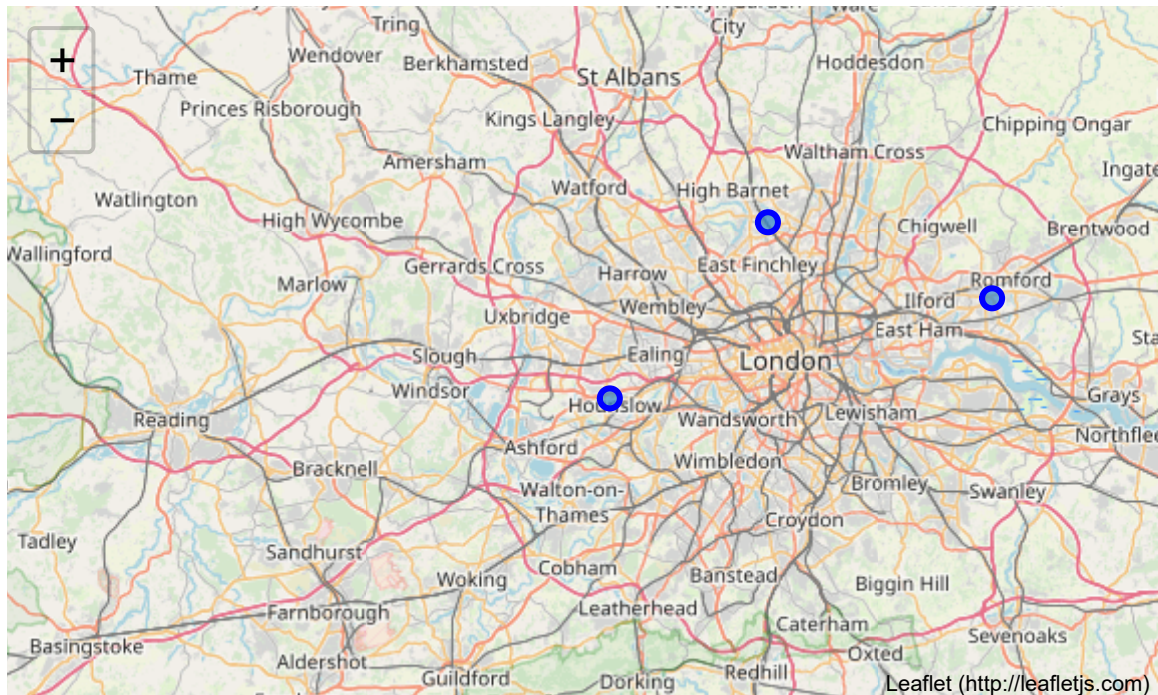 Tring
City
Ware
+
Wendover
Berkhamsted
Hoddesdon
Thame
St Albans
Princes Risborough
−
Kings Langley
Chipping Ongar
Amersham
Waltham Cross
Ingate
Watford
High Barnet
Watlington
High Wycombe
Chigwell
Brentwood
Wallingford
Gerrards Cross
East Finchley
Harrow
Romford
Marlow
Wembley
Ilford
Uxbridge
East Ham
Sta
Slough
Ealing
London
Windsor
Grays
Hounslow
Reading
Wandsworth
Lewisham
Northflee
Ashford
Bracknell
Wimbledon
Bromley
Swanley
Walton-on-
Thames
Croydon
Tadley
Sandhurst
Cobham
Woking
Banstead
Biggin Hill
Farnborough
Leatherhead
Caterham
Sevenoaks
Basingstoke
Oxted
Aldershot
Guildford
Dorking
Redhill
Leaflet (http://leafletjs.com)